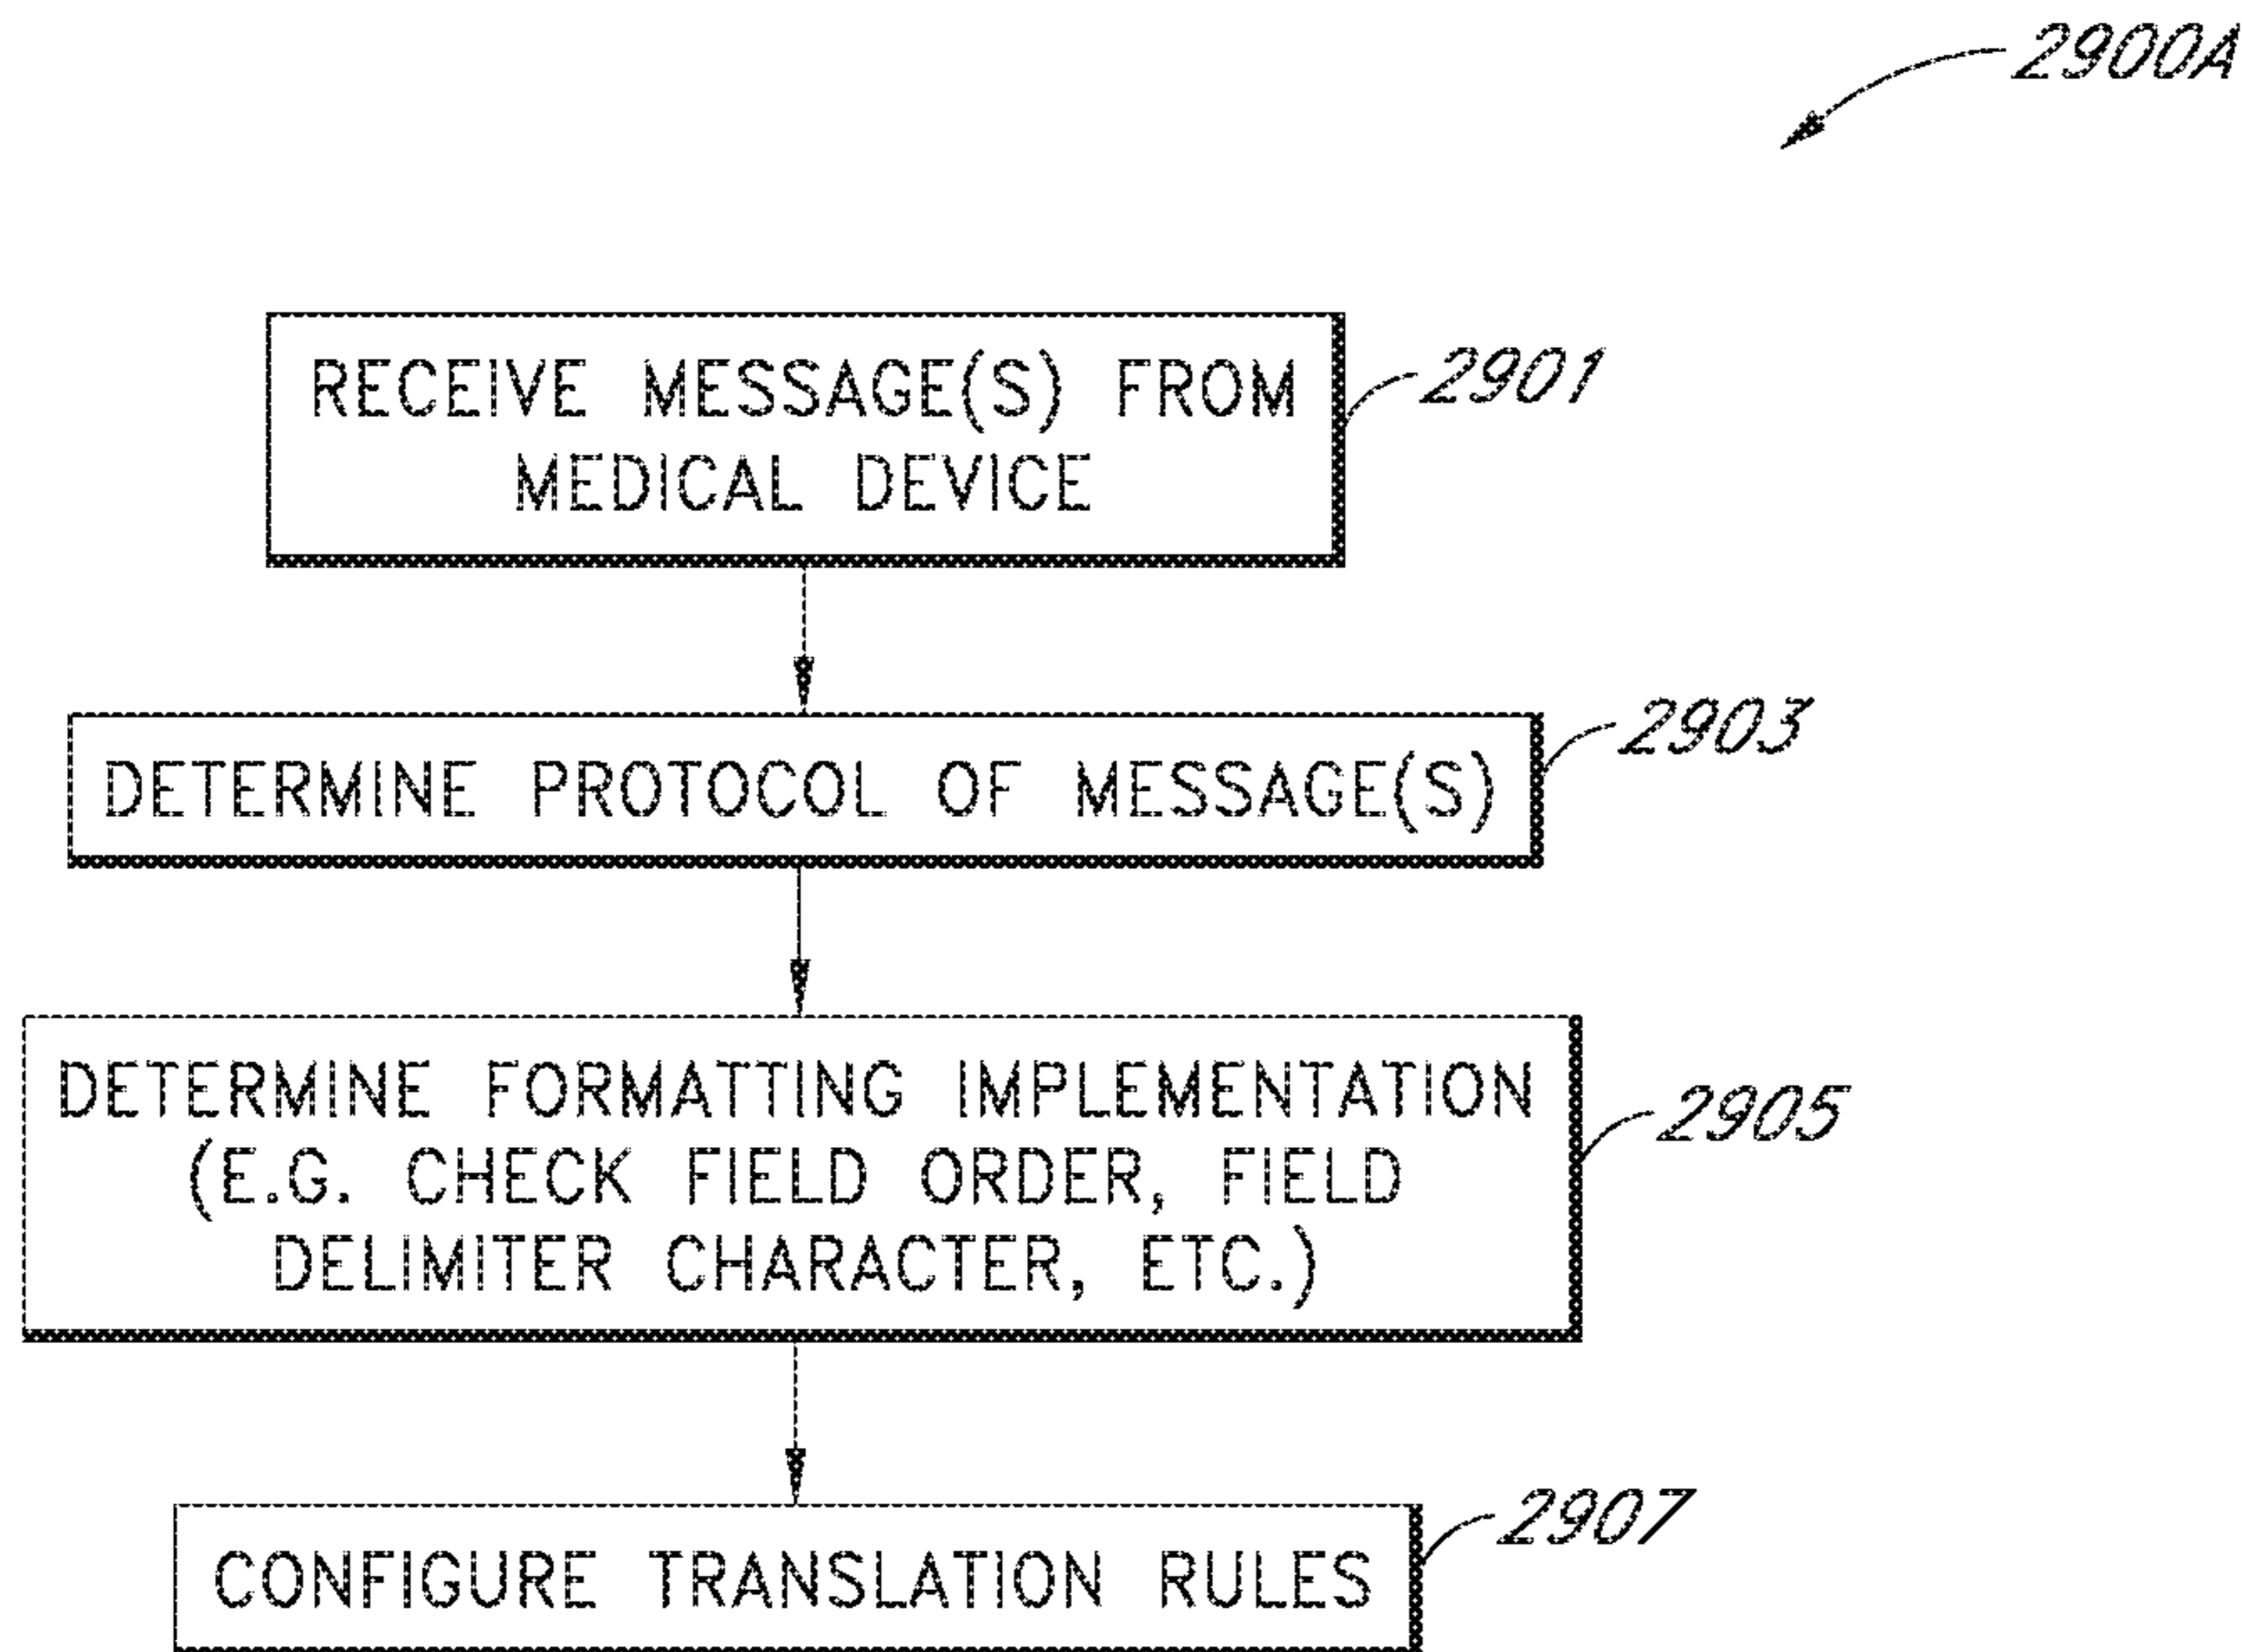 2900A
RECEIVE MESSAGE(S) FROM
MEDICAL DEVICE
2901
DETERMINE PROTOCOL OF MESSAGE(S)
2903
DETERMINE FORMATTING IMPLEMENTATION
(E.G. CHECK FIELD ORDER, FIELD
DELIMITER CHARACTER, ETC.)
2905
CONFIGURE TRANSLATION RULES
2907